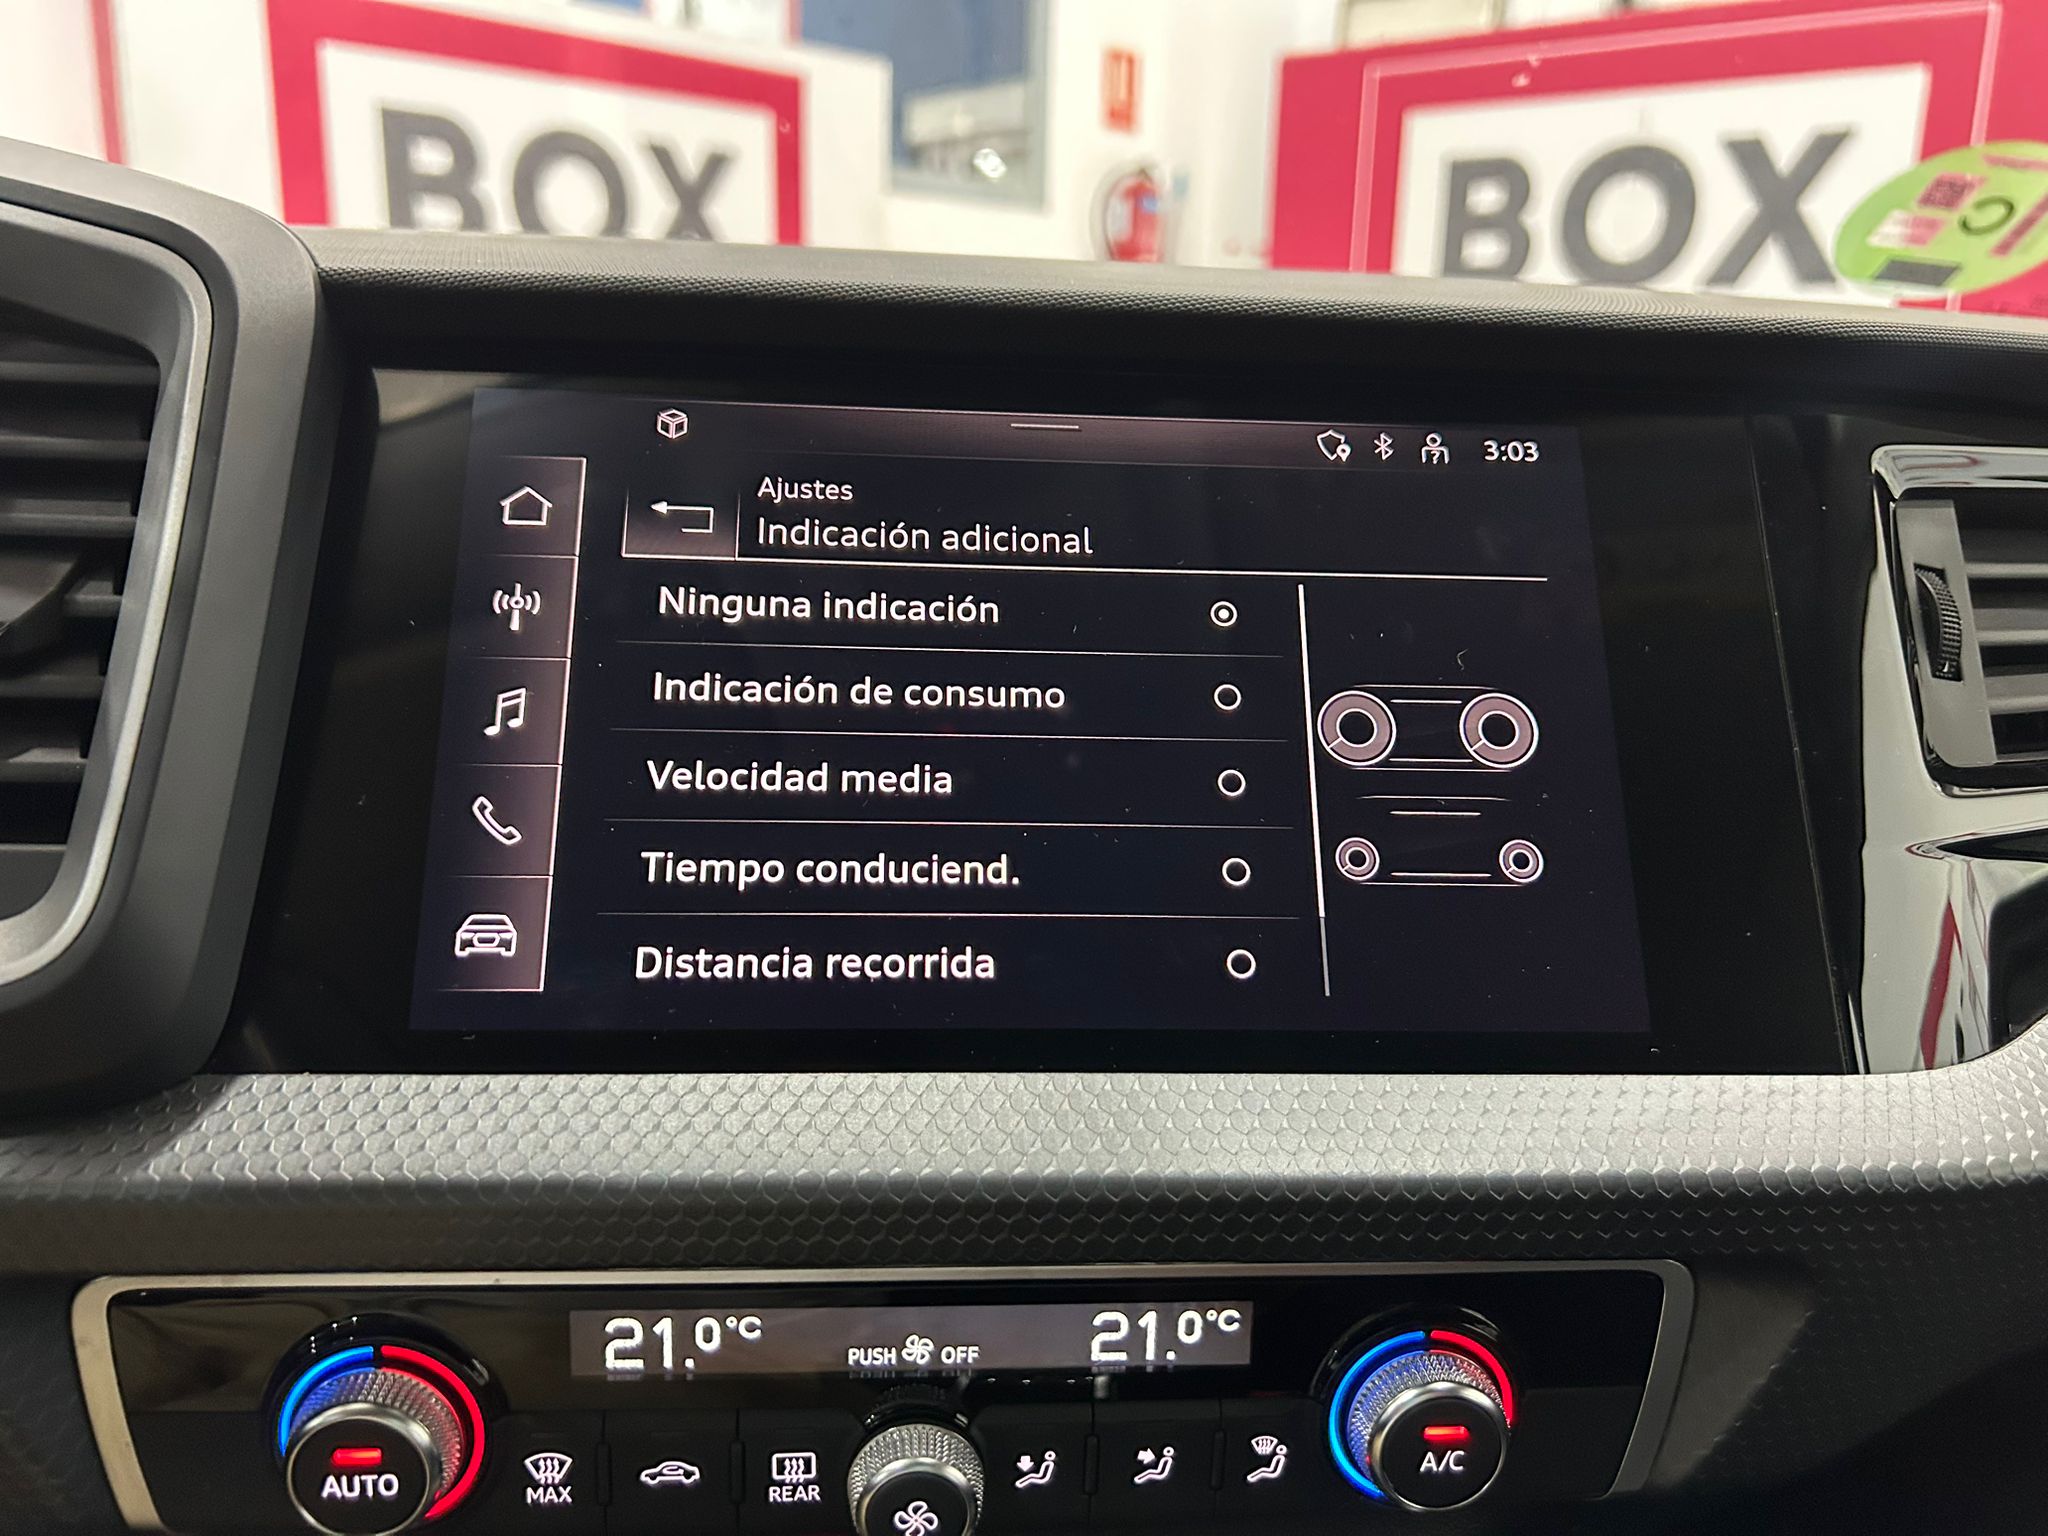 BOX
BOX
3:03
Ajustes
Indicación adicional
Ninguna indicación
Indicación de consumo
Velocidad media
Tiempo conduciend.
Distancia recorrida
21.0°C
PUSH OFF
21.0°C
AUTO
MAX
REAR
A/C